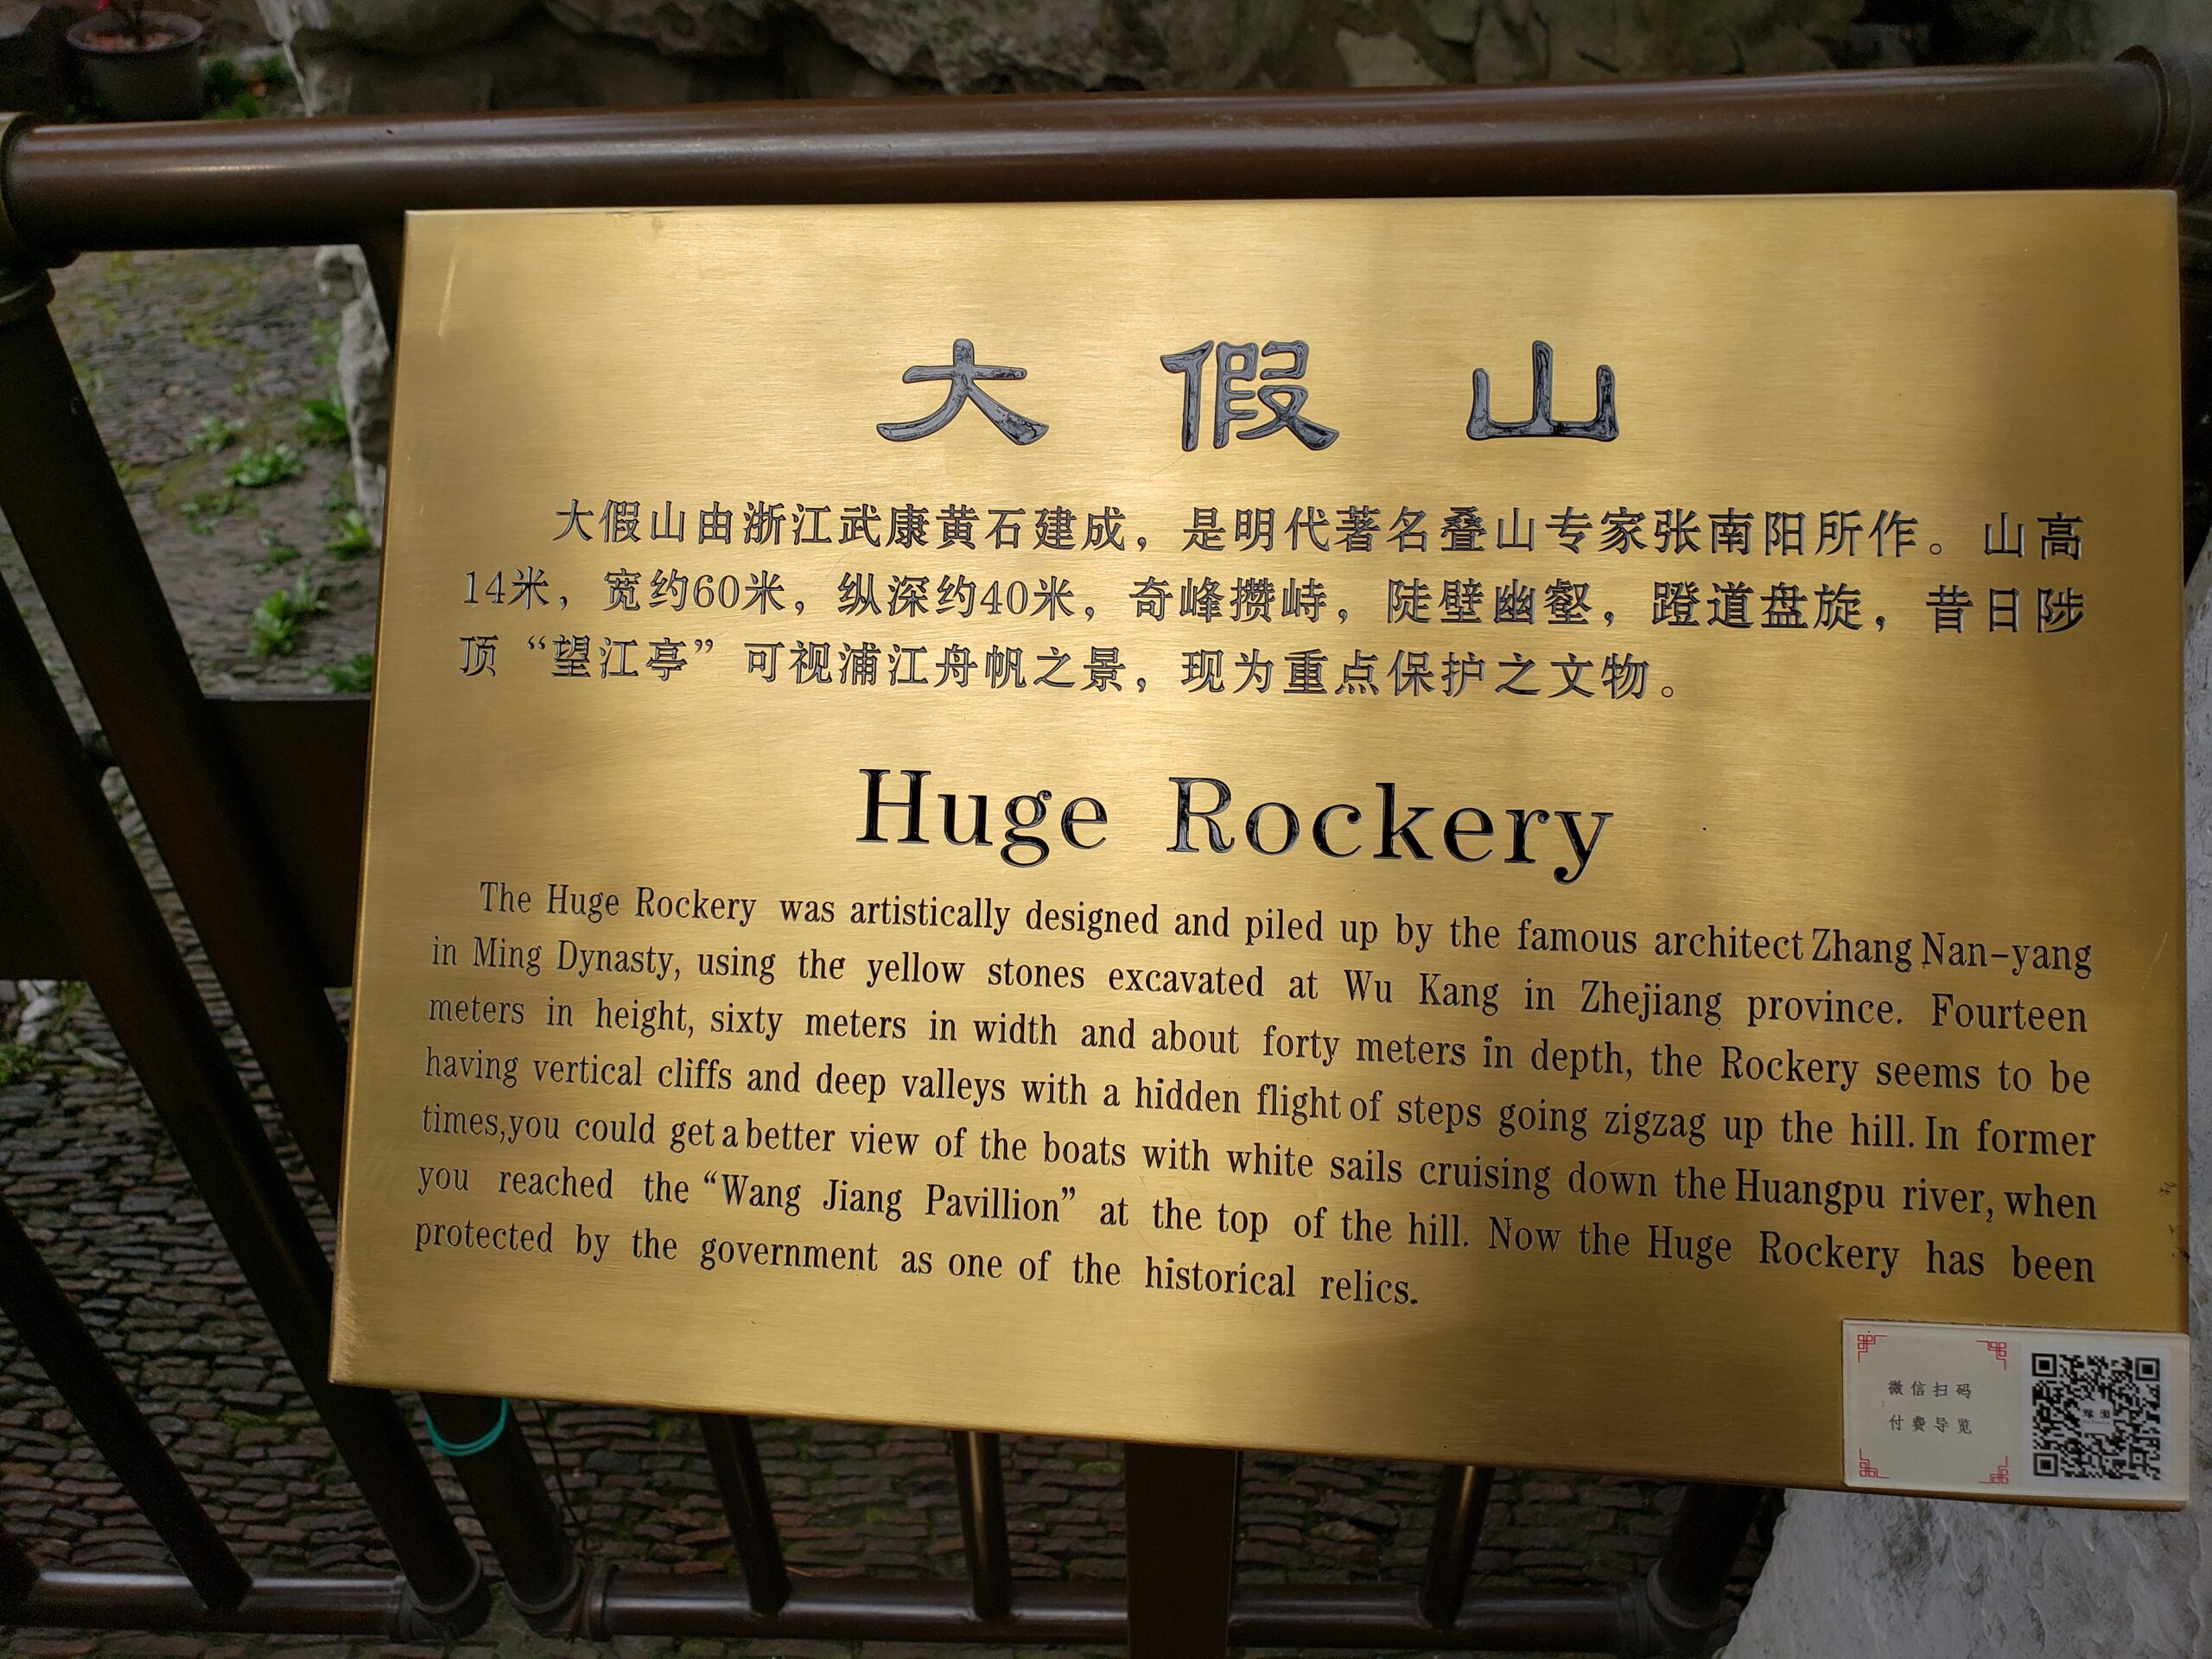 大假山
大假山由浙江武康黄石建成，是明代著名叠山专家张南阳所作。山高
14米，宽约60米，纵深约40米，奇峰攒峙，陡壁幽壑，蹬道盘旋，昔日陟
顶“望江亭”可视浦江舟帆之景，现为重点保护之文物。
Huge Rockery
The Huge Rockery was artistically designed and piled up by the famous architect Zhang Nan-yang
in Ming Dynasty, using the yellow stones excavated at Wu Kang in Zhejiang province. Fourteen
meters in height, sixty meters in width and about forty meters in depth, the Rockery seems to be
having vertical cliffs and deep valleys with a hidden flight of steps going zigzag up the hill. In former
times,you could get a better view of the boats with white sails cruising down the Huangpu river, when
you reached the “Wang Jiang Pavillion” at the top of the hill. Now the Huge Rockery has been
protected by the government as one of the historical relics.
微信扫码
付费导览